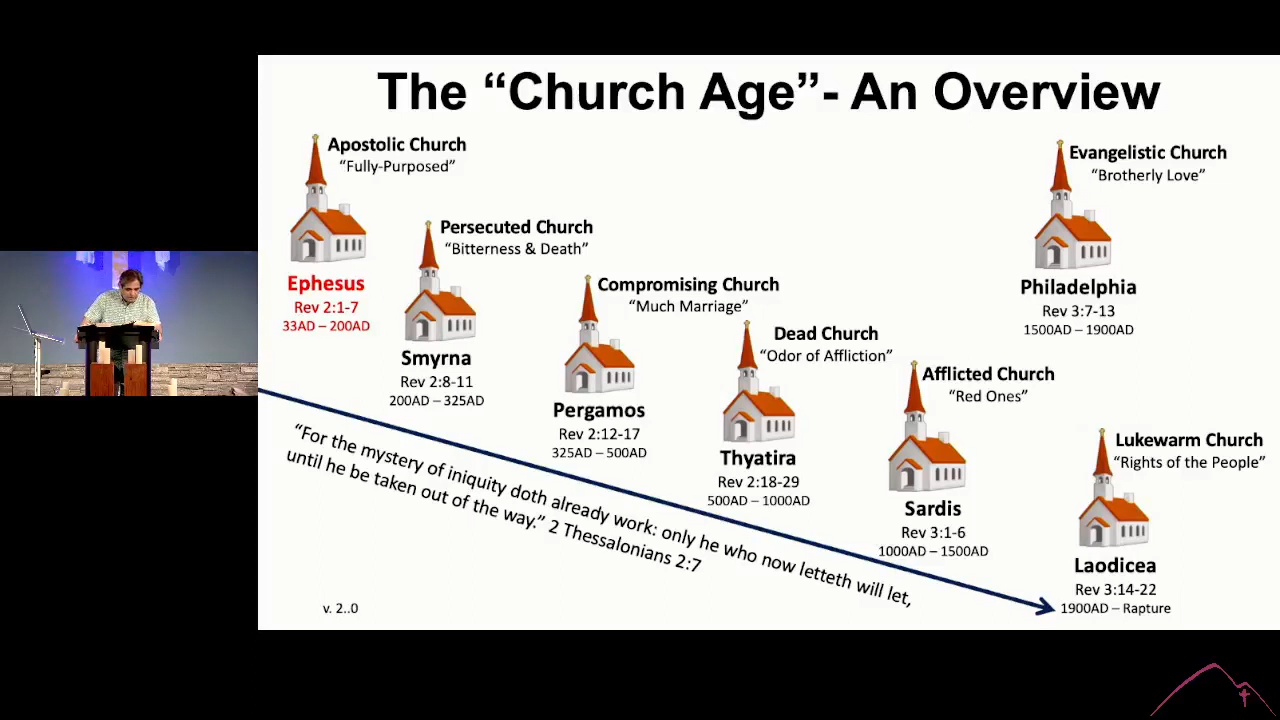 The “Church Age”- An Overview
Apostolic Church
“Fully-Purposed”
Ephesus
Rev 2:1-7
33AD – 200AD
Persecuted Church
“Bitterness & Death”
Smyrna
Rev 2:8-11
200AD – 325AD
Compromising Church
“Much Marriage”
Pergamos
Rev 2:12-17
325AD – 500AD
Dead Church
“Odor of Affliction”
Thyatira
Rev 2:18-29
500AD – 1000AD
Afflicted Church
“Red Ones”
Sardis
Rev 3:1-6
1000AD – 1500AD
Evangelistic Church
“Brotherly Love”
Philadelphia
Rev 3:7-13
1500AD – 1900AD
Lukewarm Church
“Rights of the People”
Laodicea
Rev 3:14-22
1900AD – Rapture
“For the mystery of iniquity doth already work: only he who now letteth will let,
until he be taken out of the way.” 2 Thessalonians 2:7
v. 2..0